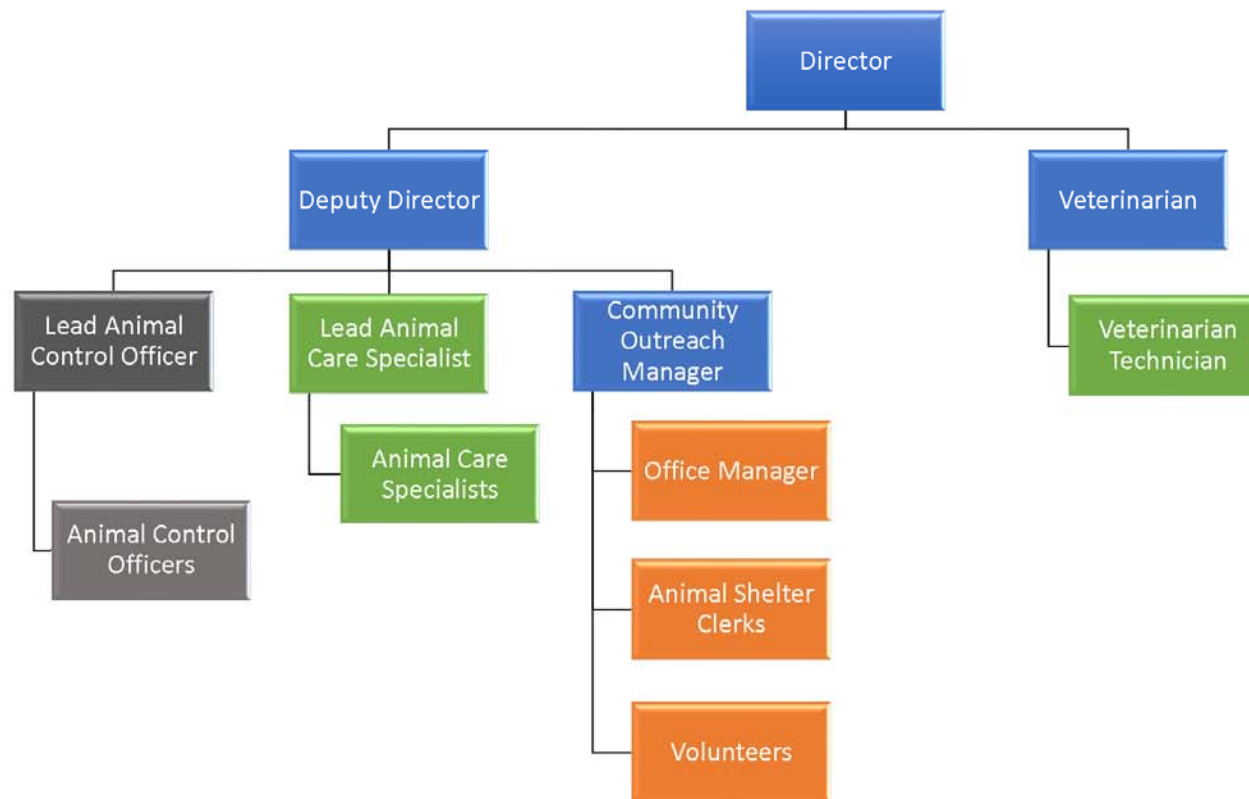 Director
Deputy Director
Veterinarian
Lead Animal
Control Officer
Lead Animal
Care Specialist
Community
Outreach
Manager
Veterinarian
Technician
Animal Care
Specialists
Office Manager
Animal Control
Officers
Animal Shelter
Clerks
Volunteers